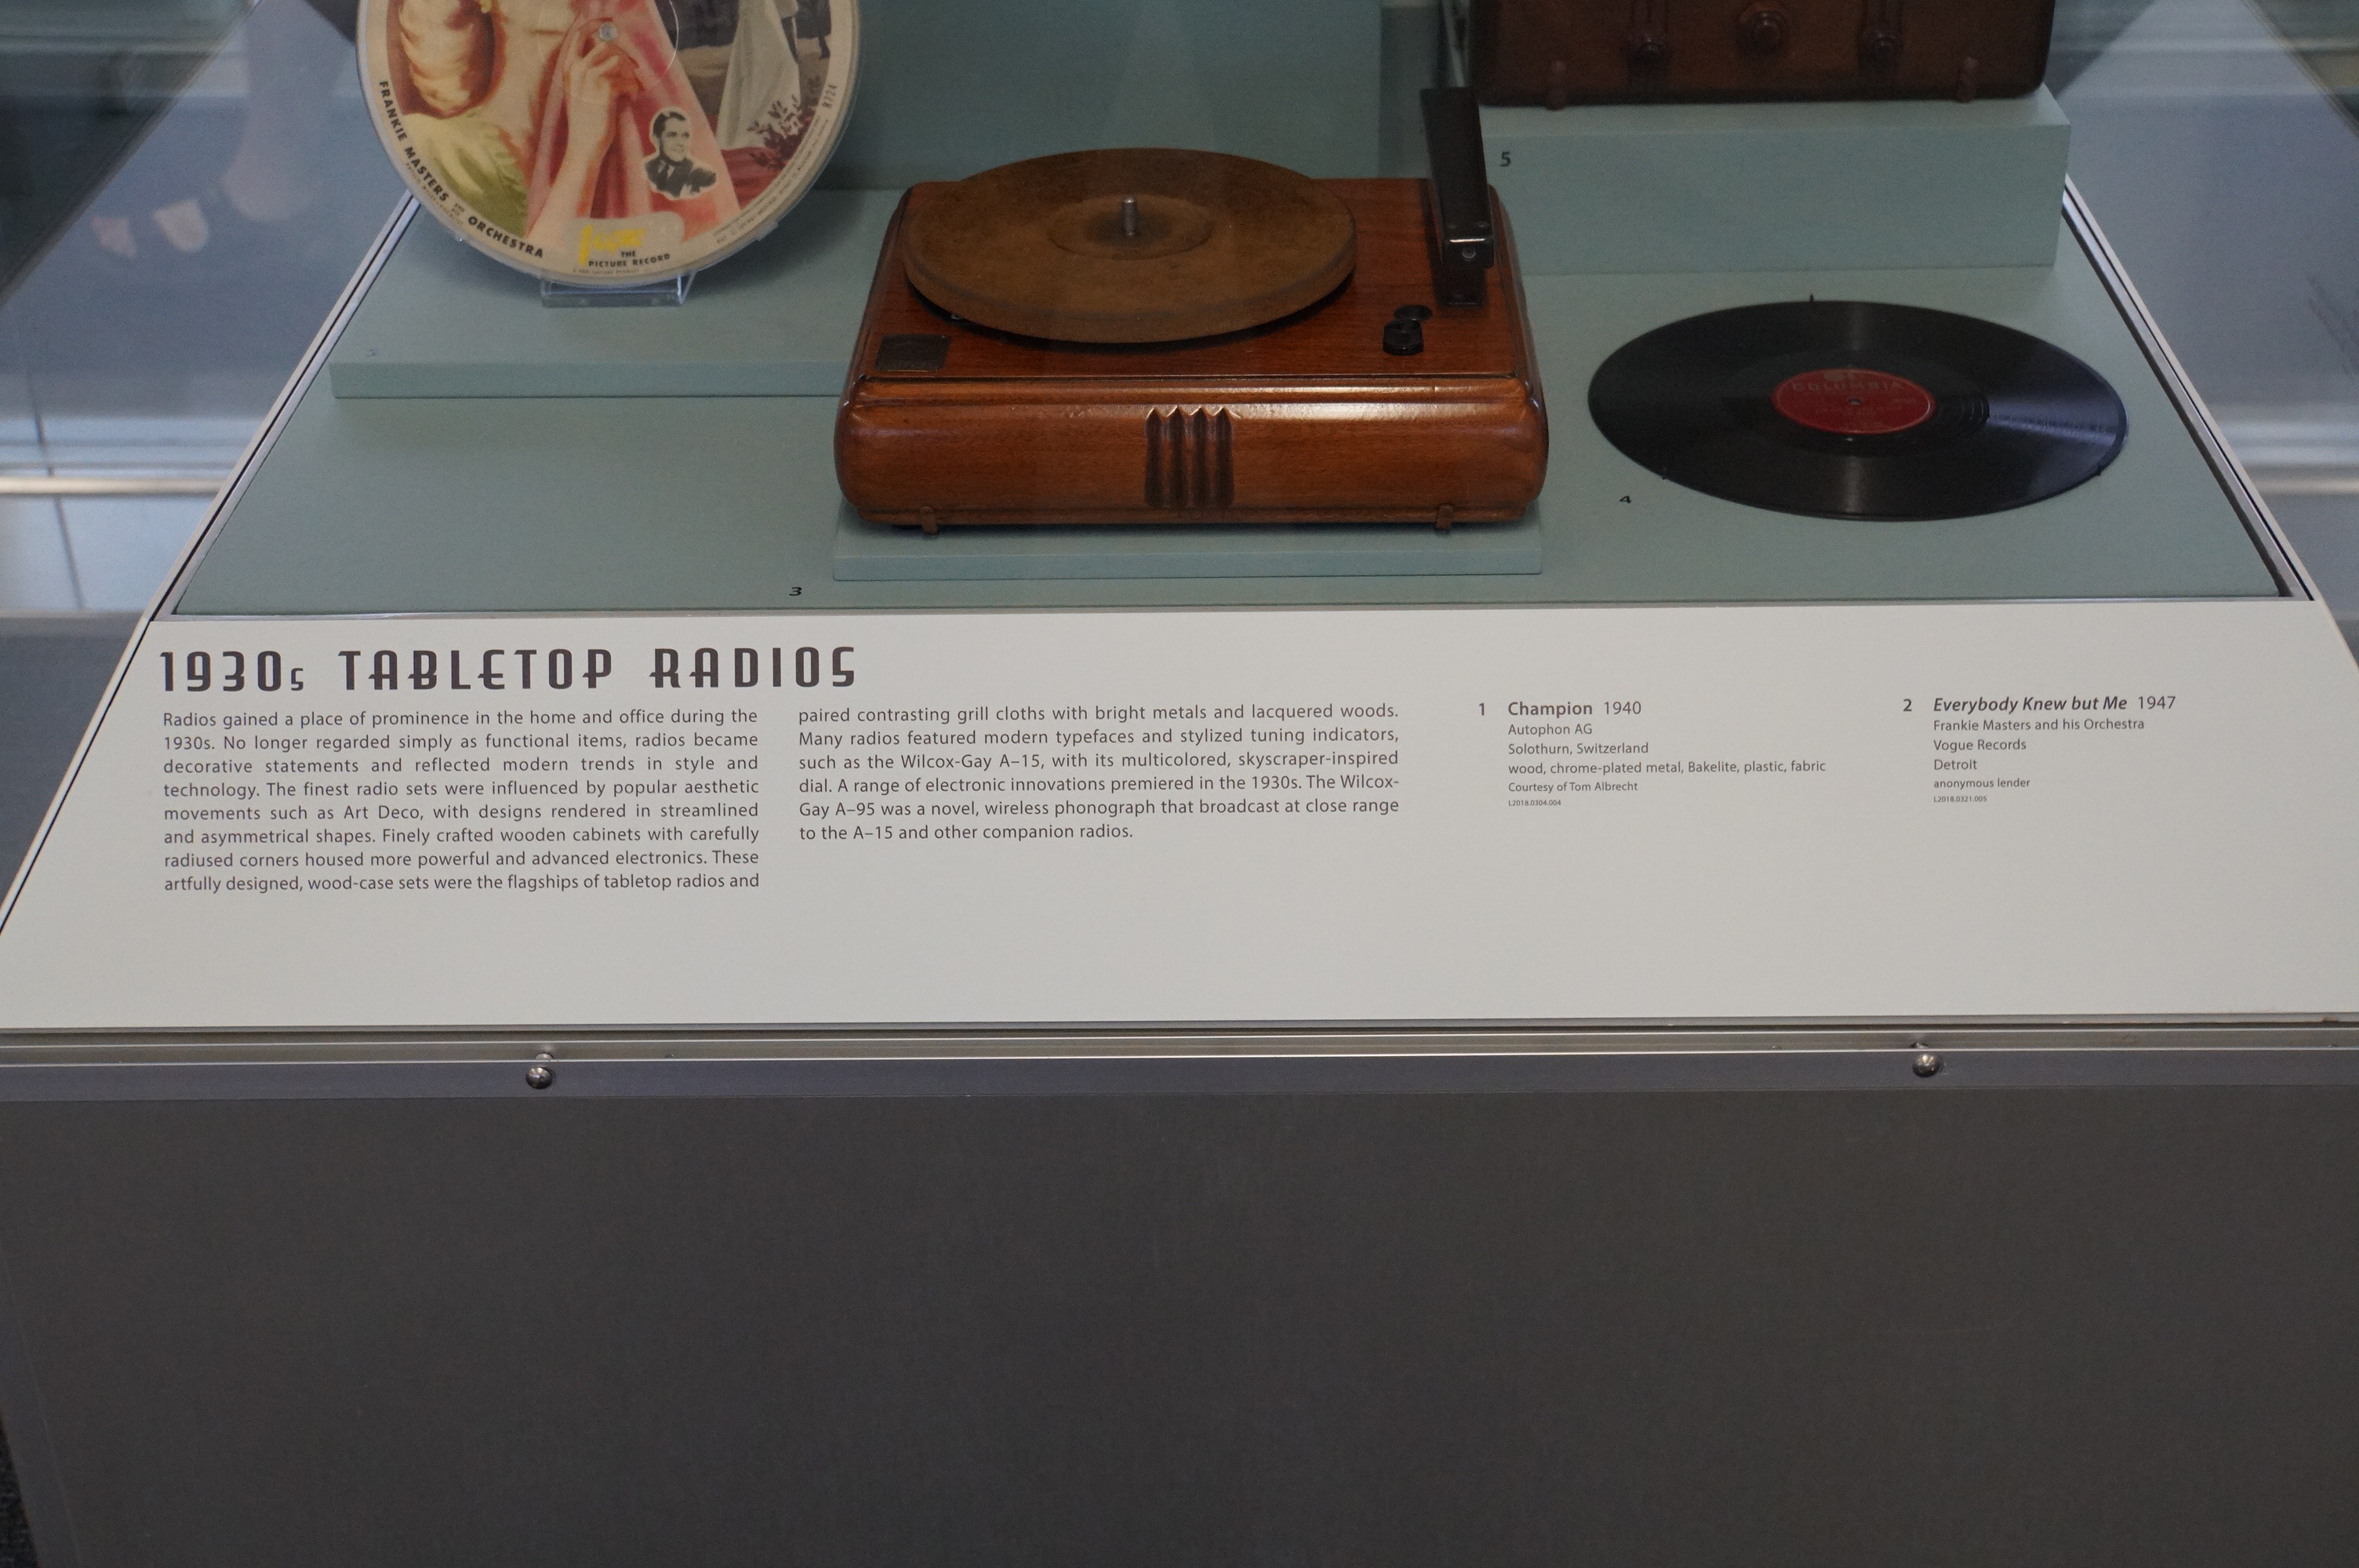 FRANKIE MASTERS AND HIS ORCHESTRA
THE
PICTURE RECORD
R724
5
COLUMBIA
4
3
1930s TABLETOP RADIOS
Radios gained a place of prominence in the home and office during the
1930s. No longer regarded simply as functional items, radios became
decorative statements and reflected modern trends in style and
technology. The finest radio sets were influenced by popular aesthetic
movements such as Art Deco, with designs rendered in streamlined
and asymmetrical shapes. Finely crafted wooden cabinets with carefully
radiused corners housed more powerful and advanced electronics. These
artfully designed, wood-case sets were the flagships of tabletop radios and
paired contrasting grill cloths with bright metals and lacquered woods.
Many radios featured modern typefaces and stylized tuning indicators,
such as the Wilcox-Gay A–15, with its multicolored, skyscraper-inspired
dial. A range of electronic innovations premiered in the 1930s. The Wilcox-
Gay A–95 was a novel, wireless phonograph that broadcast at close range
to the A–15 and other companion radios.
1 Champion 1940
Autophon AG
Solothurn, Switzerland
wood, chrome-plated metal, Bakelite, plastic, fabric
Courtesy of Tom Albrecht
L2018.0304.004
2 Everybody Knew but Me 1947
Frankie Masters and his Orchestra
Vogue Records
Detroit
anonymous lender
L2018.0321.005